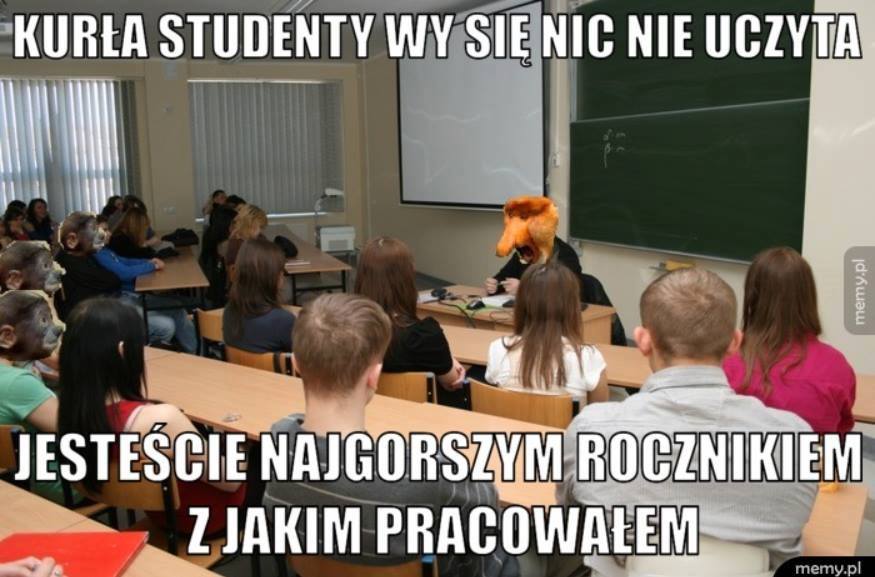 KURŁA STUDENTY WY SIĘ NIC NIE UCZYTA
memy.pl
JESTEŚCIE NAJGORSZYM ROCZNIKIEM
Z JAKIM PRACOWAŁEM
memy.pl